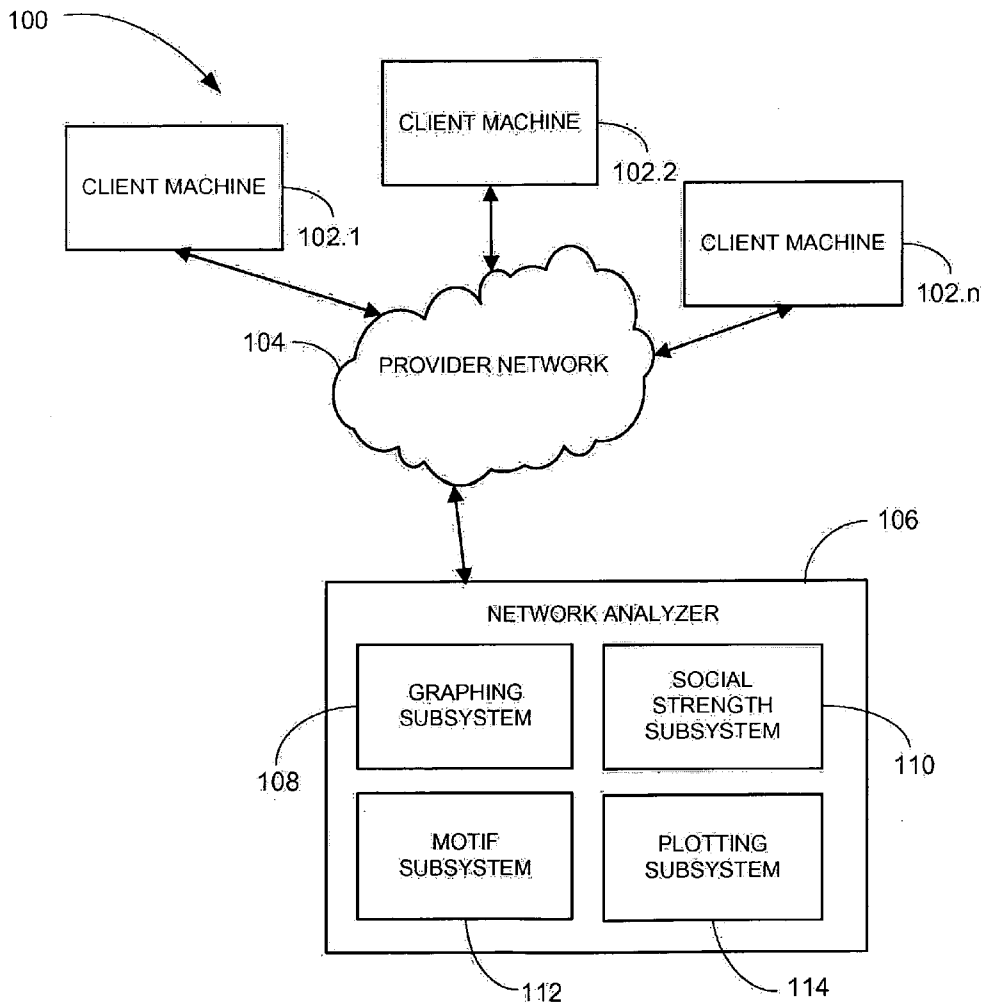 100
CLIENT MACHINE
102.2
CLIENT MACHINE
102.1
CLIENT MACHINE
102.n
104
PROVIDER NETWORK
106
NETWORK ANALYZER
GRAPHING
SUBSYSTEM
108
SOCIAL
STRENGTH
SUBSYSTEM
110
MOTIF
SUBSYSTEM
112
PLOTTING
SUBSYSTEM
114